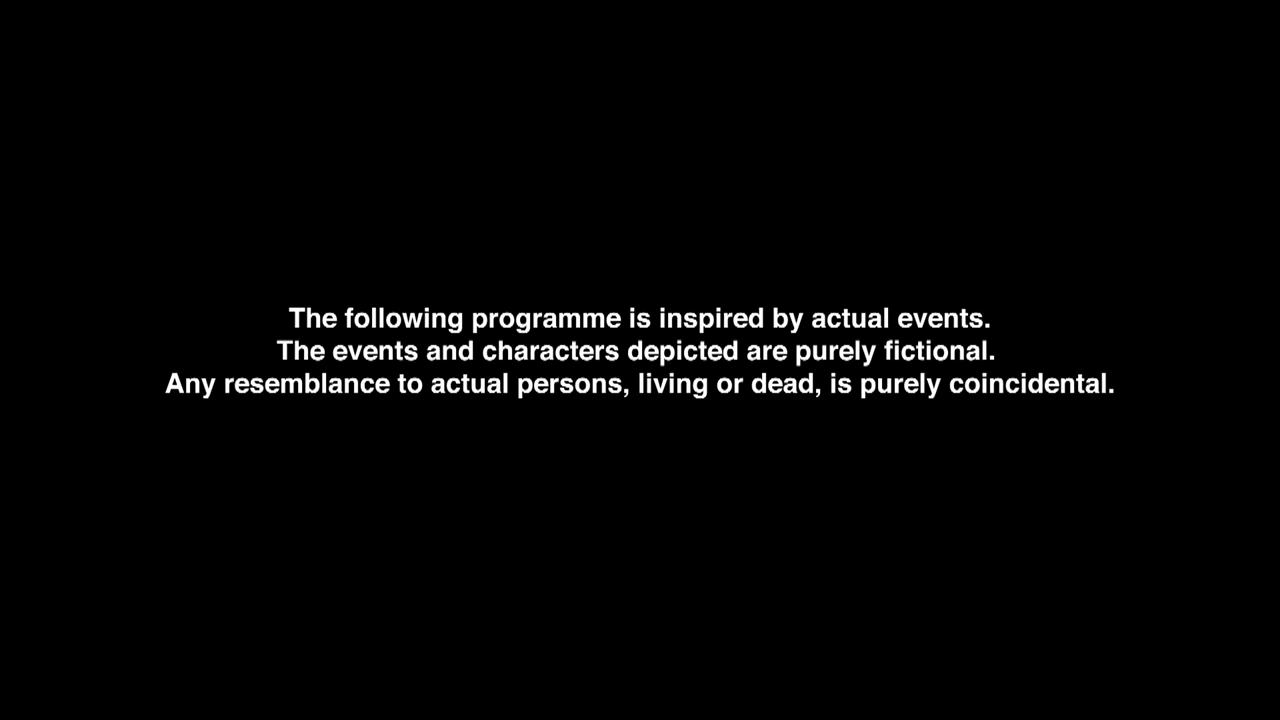 The following programme is inspired by actual events.
The events and characters depicted are purely fictional.
Any resemblance to actual persons, living or dead, is purely coincidental.